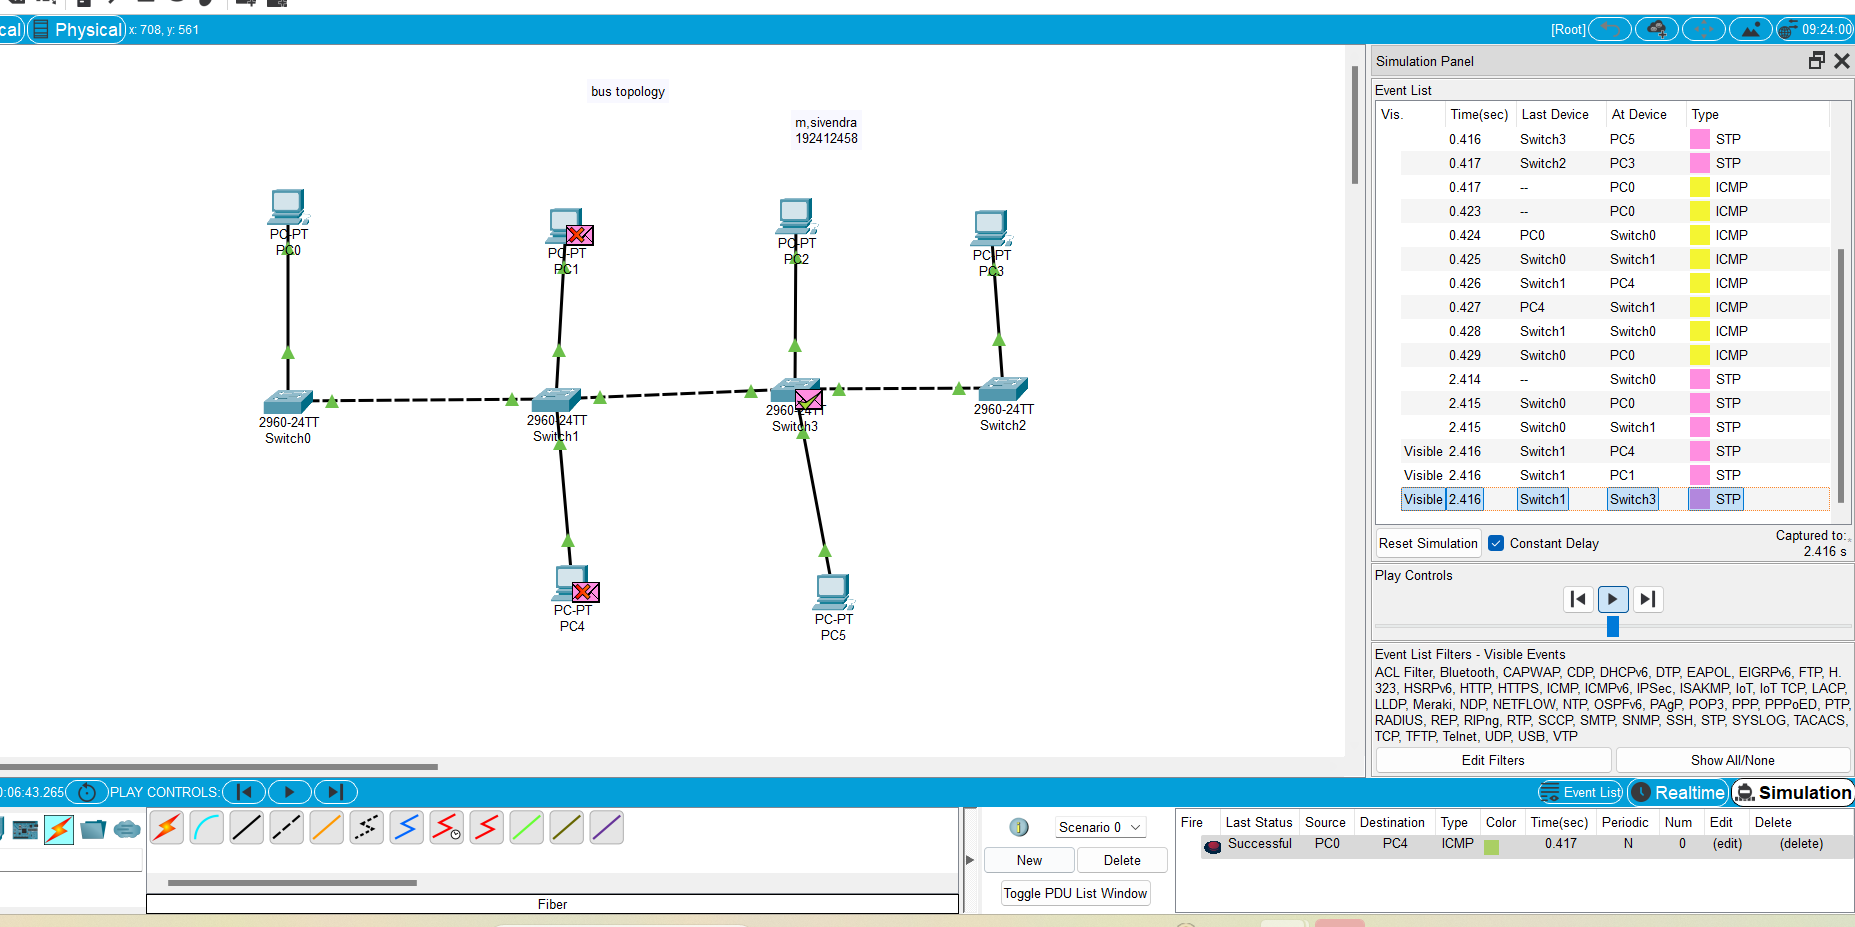 cal Physical x: 708, y: 561 [Root] 09:24:00
bus topology
m,sivendra
192412458
PC-PT
PC0
PC-PT
PC1
PC-PT
PC2
PC-PT
PC3
2960-24TT
Switch0
2960-24TT
Switch1
2960-24TT
Switch3
2960-24TT
Switch2
PC-PT
PC4
PC-PT
PC5
Simulation Panel
Event List
Vis. Time(sec) Last Device At Device Type
0.416 Switch3 PC5 STP
0.417 Switch2 PC3 STP
0.417 -- PC0 ICMP
0.423 -- PC0 ICMP
0.424 PC0 Switch0 ICMP
0.425 Switch0 Switch1 ICMP
0.426 Switch1 PC4 ICMP
0.427 PC4 Switch1 ICMP
0.428 Switch1 Switch0 ICMP
0.429 Switch0 PC0 ICMP
2.414 -- Switch0 STP
2.415 Switch0 PC0 STP
2.415 Switch0 Switch1 STP
Visible 2.416 Switch1 PC4 STP
Visible 2.416 Switch1 PC1 STP
Visible 2.416 Switch1 Switch3 STP
Reset Simulation Constant Delay Captured to:
2.416 s
Play Controls
Event List Filters - Visible Events
ACL Filter, Bluetooth, CAPWAP, CDP, DHCPv6, DTP, EAPOL, EIGRPv6, FTP, H.
323, HSRPv6, HTTP, HTTPS, ICMP, ICMPv6, IPSec, ISAKMP, IoT, IoT TCP, LACP,
LLDP, Meraki, NDP, NETFLOW, NTP, OSPFv6, PAgP, POP3, PPP, PPPoED, PTP,
RADIUS, REP, RIPng, RTP, SCCP, SMTP, SNMP, SSH, STP, SYSLOG, TACACS,
TCP, TFTP, Telnet, UDP, USB, VTP
Edit Filters Show All/None
0:06:43.265 PLAY CONTROLS: Event List Realtime Simulation
Scenario 0
New Delete
Toggle PDU List Window
Fiber
Fire Last Status Source Destination Type Color Time(sec) Periodic Num Edit Delete
Successful PC0 PC4 ICMP 0.417 N 0 (edit) (delete)